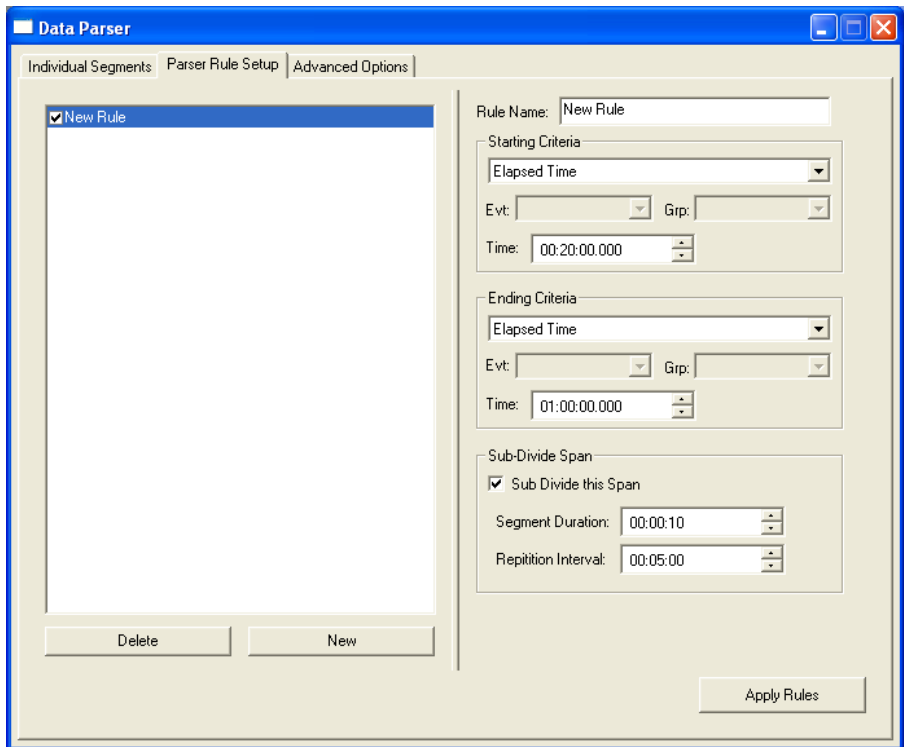 Data Parser
Individual Segments Parser Rule Setup Advanced Options
New Rule
Delete New
Rule Name: New Rule
Starting Criteria
Elapsed Time
Evt: Grp:
Time: 00:20:00.000
Ending Criteria
Elapsed Time
Evt: Grp:
Time: 01:00:00.000
Sub-Divide Span
Sub Divide this Span
Segment Duration: 00:00:10
Repitition Interval: 00:05:00
Apply Rules